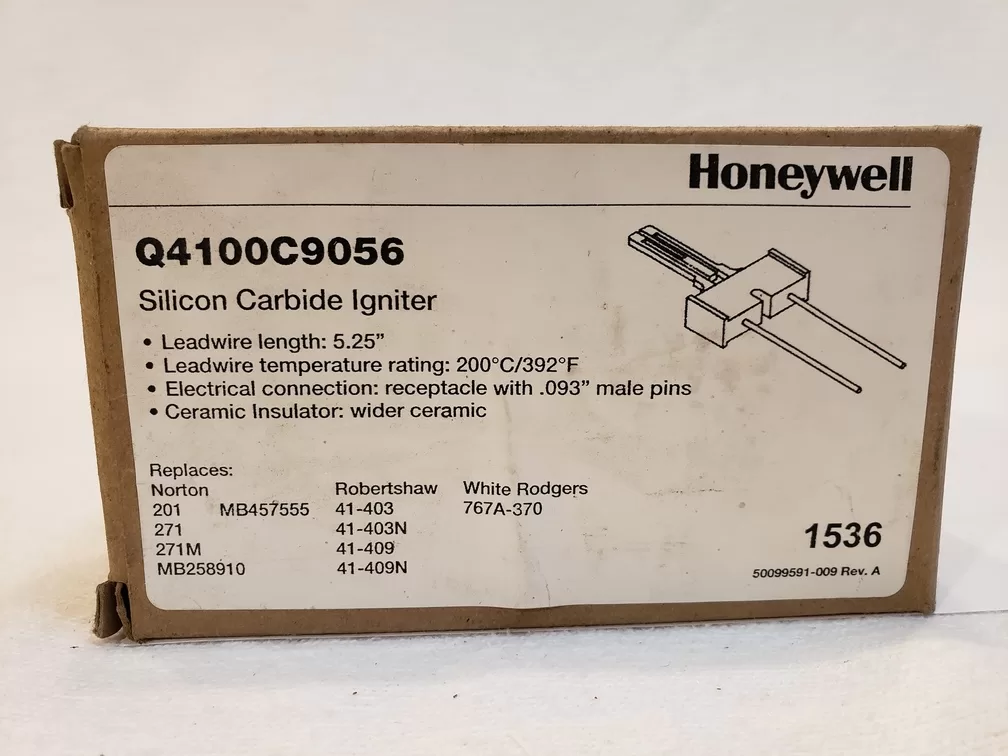 Honeywell
Q4100C9056
Silicon Carbide Igniter
• Leadwire length: 5.25”
• Leadwire temperature rating: 200°C/392°F
• Electrical connection: receptacle with .093” male pins
• Ceramic Insulator: wider ceramic
Replaces:
Norton Robertshaw White Rodgers
201 MB457555 41-403 767A-370
271 41-403N
271M 41-409
MB258910 41-409N
1536
50099591-009 Rev. A